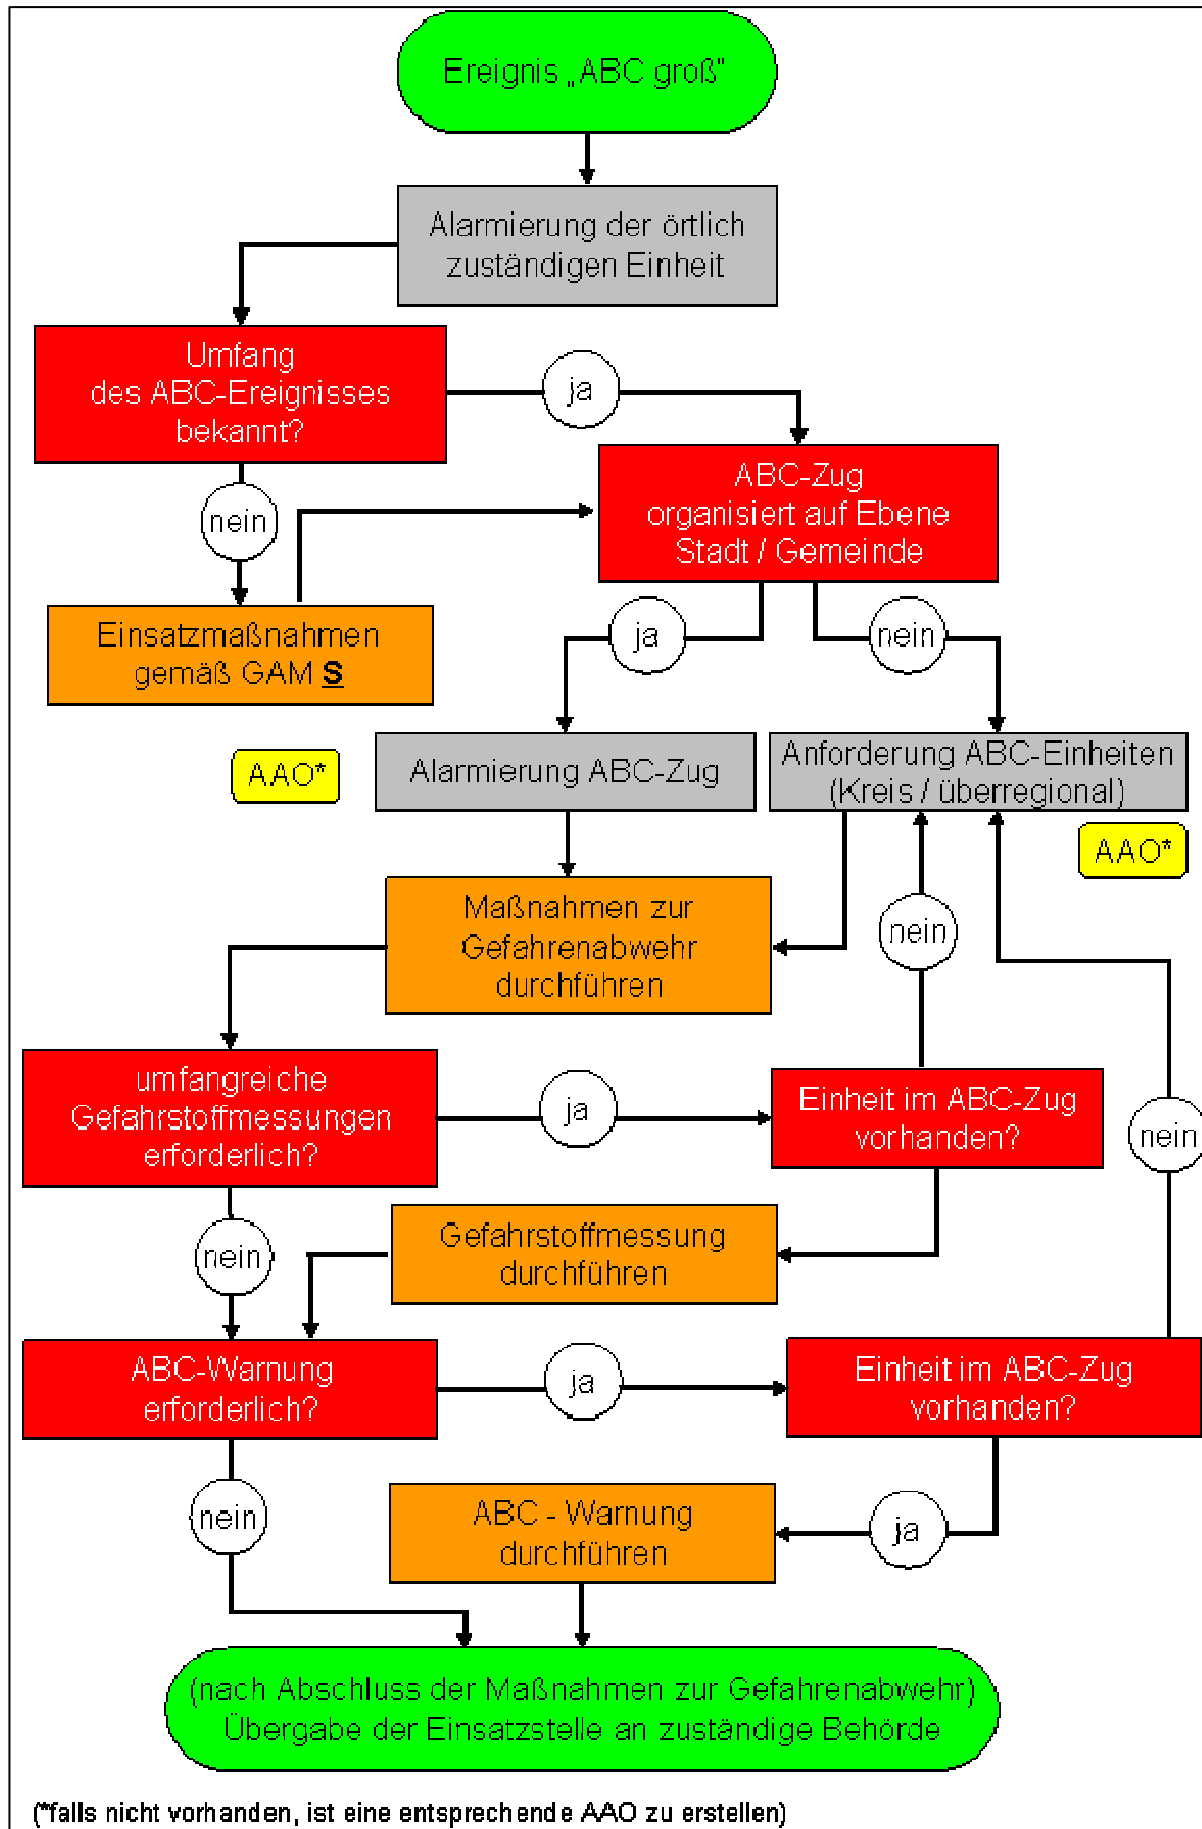 Ereignis „ABC groß“
Alarmierung der örtlich
zuständigen Einheit
Umfang
des ABC-Ereignisses
bekannt?
ja
nein
ABC-Zug
organisiert auf Ebene
Stadt / Gemeinde
Einsatzmaßnahmen
gemäß GAM S
ja
nein
AAO*
Alarmierung ABC-Zug
Anforderung ABC-Einheiten
(Kreis / überregional)
AAO*
Maßnahmen zur
Gefahrenabwehr
durchführen
nein
umfangreiche
Gefahrstoffmessungen
erforderlich?
ja
Einheit im ABC-Zug
vorhanden?
nein
nein
Gefahrstoffmessung
durchführen
ABC-Warnung
erforderlich?
ja
Einheit im ABC-Zug
vorhanden?
nein
ABC - Warnung
durchführen
ja
(nach Abschluss der Maßnahmen zur Gefahrenabwehr)
Übergabe der Einsatzstelle an zuständige Behörde
(*falls nicht vorhanden, ist eine entsprechende AAO zu erstellen)